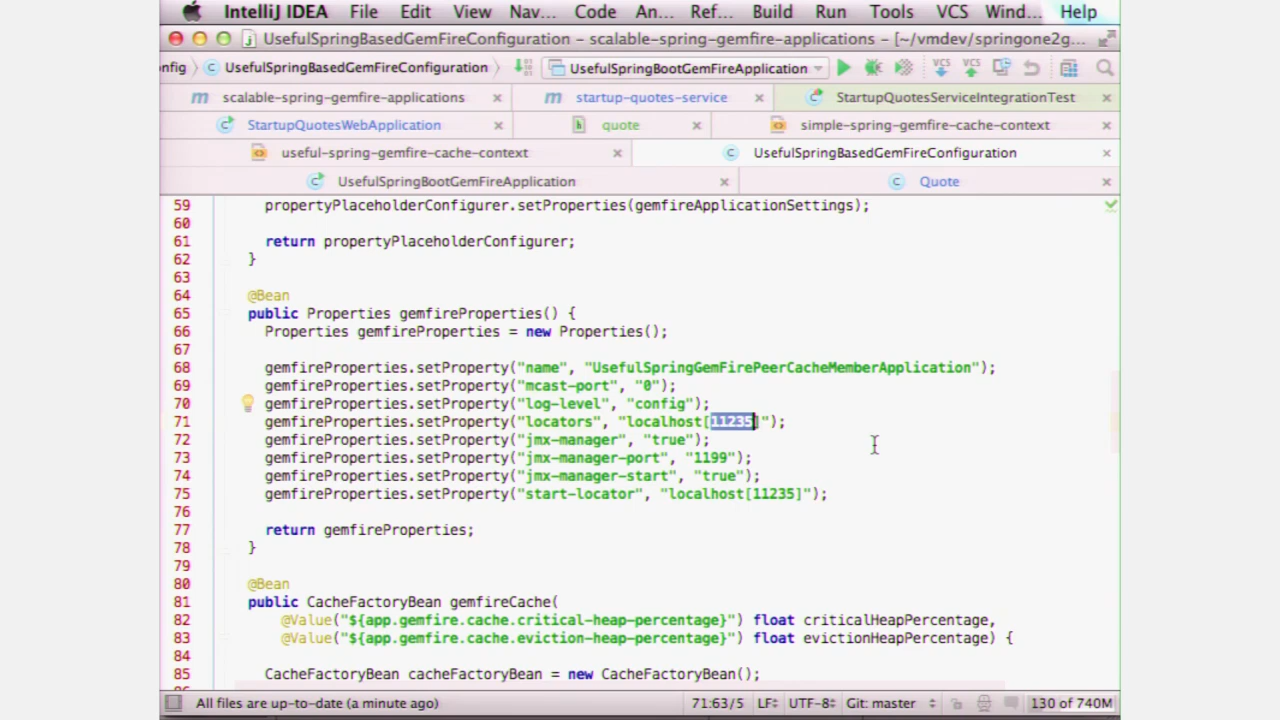 IntelliJ IDEA File Edit View Nav... Code An... Ref... Build Run Tools VCS Wind... Help
UsefulSpringBasedGemFireConfiguration – scalable-spring-gemfire-applications – [~/vmdev/springone2g...
nfig UsefulSpringBasedGemFireConfiguration UsefulSpringBootGemFireApplication VCS VCS
scalable-spring-gemfire-applications startup-quotes-service StartupQuotesServiceIntegrationTest
StartupQuotesWebApplication quote simple-spring-gemfire-cache-context
useful-spring-gemfire-cache-context UsefulSpringBasedGemFireConfiguration
UsefulSpringBootGemFireApplication Quote
59 propertyPlaceholderConfigurer.setProperties(gemfireApplicationSettings);
60
61 return propertyPlaceholderConfigurer;
62 }
63
64 @Bean
65 public Properties gemfireProperties() {
66 Properties gemfireProperties = new Properties();
67
68 gemfireProperties.setProperty("name", "UsefulSpringGemFirePeerCacheMemberApplication");
69 gemfireProperties.setProperty("mcast-port", "0");
70 gemfireProperties.setProperty("log-level", "config");
71 gemfireProperties.setProperty("locators", "localhost[11235]");
72 gemfireProperties.setProperty("jmx-manager", "true");
73 gemfireProperties.setProperty("jmx-manager-port", "1199");
74 gemfireProperties.setProperty("jmx-manager-start", "true");
75 gemfireProperties.setProperty("start-locator", "localhost[11235]");
76
77 return gemfireProperties;
78 }
79
80 @Bean
81 public CacheFactoryBean gemfireCache(
82 @Value("${app.gemfire.cache.critical-heap-percentage}") float criticalHeapPercentage,
83 @Value("${app.gemfire.cache.eviction-heap-percentage}") float evictionHeapPercentage) {
84
85 CacheFactoryBean cacheFactoryBean = new CacheFactoryBean();
All files are up-to-date (a minute ago) 71:63/5 LF UTF-8 Git: master 130 of 740M